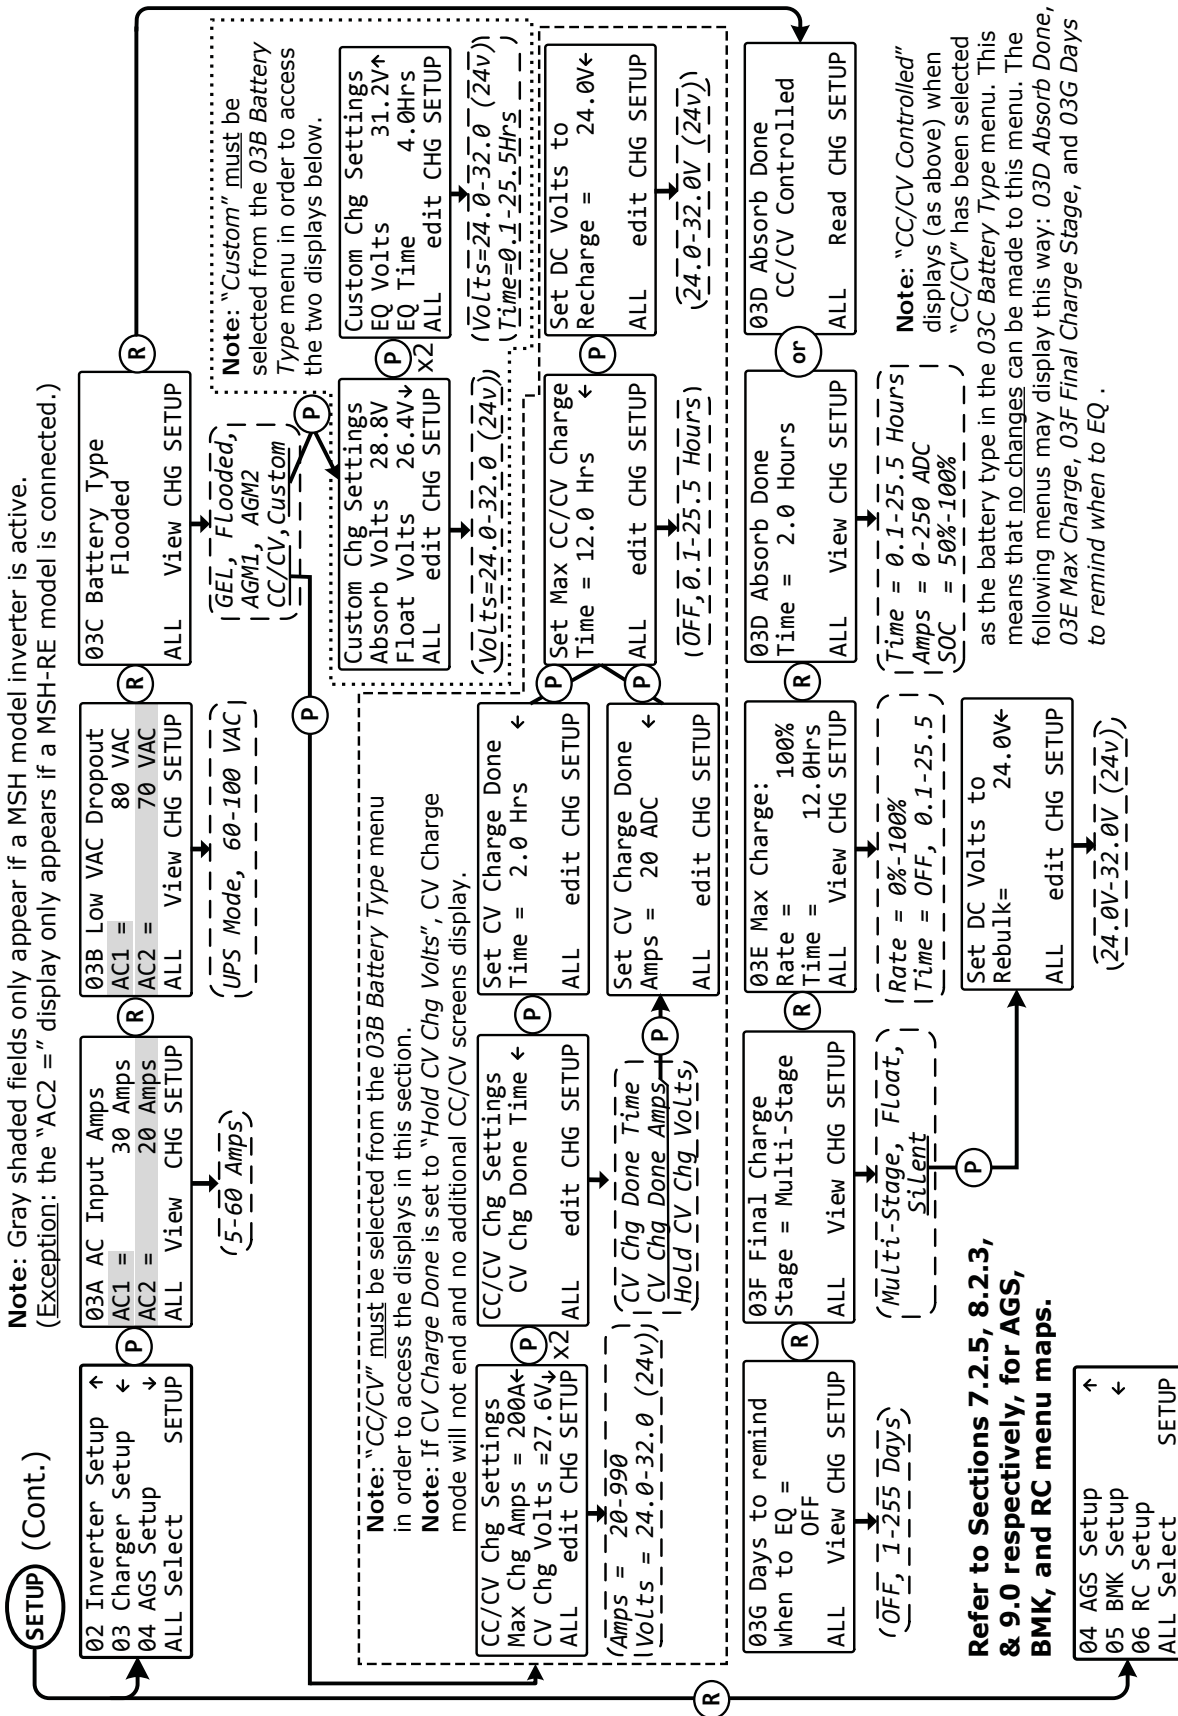 SETUP (Cont.)
Note: Gray shaded fields only appear if a MSH model inverter is active.
(Exception: the “AC2 =” display only appears if a MSH-RE model is connected.)
02 Inverter Setup ↑
03 Charger Setup ←
04 AGS Setup ↓
ALL Select SETUP
P
03A AC Input Amps
AC1 = 30 Amps
AC2 = 20 Amps
ALL View CHG SETUP
(5-60 Amps)
R
03B Low VAC Dropout
AC1 = 80 VAC
AC2 = 70 VAC
ALL View CHG SETUP
UPS Mode, 60-100 VAC
R
03C Battery Type
Flooded
ALL View CHG SETUP
GEL, Flooded,
AGM1, AGM2
CC/CV,Custom
R
P
P
Note: “Custom” must be
selected from the 03B Battery
Type menu in order to access
the two displays below.
Custom Chg Settings
Absorb Volts 28.8V
Float Volts 26.4V↓
ALL edit CHG SETUP
Volts=24.0-32.0 (24v)
P
x2
Custom Chg Settings
EQ Volts 31.2V↑
EQ Time 4.0Hrs
ALL edit CHG SETUP
Volts=24.0-32.0 (24v)
Time=0.1-25.5Hrs
Note: “CC/CV” must be selected from the 03B Battery Type menu
in order to access the displays in this section.
Note: If CV Charge Done is set to “Hold CV Chg Volts”, CV Charge
mode will not end and no additional CC/CV screens display.
CC/CV Chg Settings
Max Chg Amps = 200A←
CV Chg Volts =27.6V↓
ALL edit CHG SETUP
Amps = 20-990
Volts = 24.0-32.0 (24v)
P
x2
CC/CV Chg Settings
CV Chg Done Time ←
ALL edit CHG SETUP
CV Chg Done Time
CV Chg Done Amps
Hold CV Chg Volts
P
P
Set CV Charge Done
Time = 2.0 Hrs ←
ALL edit CHG SETUP
Set CV Charge Done
Amps = 20 ADC ←
ALL edit CHG SETUP
P
P
Set Max CC/CV Charge
Time = 12.0 Hrs ←
ALL edit CHG SETUP
(OFF,0.1-25.5 Hours)
P
Set DC Volts to
Recharge = 24.0V←
ALL edit CHG SETUP
(24.0-32.0V (24v)
03G Days to remind
when to EQ =
OFF
ALL View CHG SETUP
(OFF, 1-255 Days)
R
03F Final Charge
Stage = Multi-Stage
ALL View CHG SETUP
Multi-Stage, Float,
Silent
P
R
03E Max Charge:
Rate = 100%
Time = 12.0Hrs
ALL View CHG SETUP
Rate = 0%-100%
Time = OFF, 0.1-25.5
R
03D Absorb Done
Time = 2.0 Hours
ALL View CHG SETUP
Time = 0.1-25.5 Hours
Amps = 0-250 ADC
SOC = 50%-100%
or
03D Absorb Done
CC/CV Controlled
ALL Read CHG SETUP
Set DC Volts to
Rebulk= 24.0V←
ALL edit CHG SETUP
(24.0V-32.0V (24v)
Note: “CC/CV Controlled”
displays (as above) when
“CC/CV” has been selected
as the battery type in the 03C Battery Type menu. This
means that no changes can be made to this menu. The
following menus may display this way: 03D Absorb Done,
03E Max Charge, 03F Final Charge Stage, and 03G Days
to remind when to EQ.
Refer to Sections 7.2.5, 8.2.3,
& 9.0 respectively, for AGS,
BMK, and RC menu maps.
R
04 AGS Setup ↑
05 BMK Setup ←
06 RC Setup
ALL Select SETUP